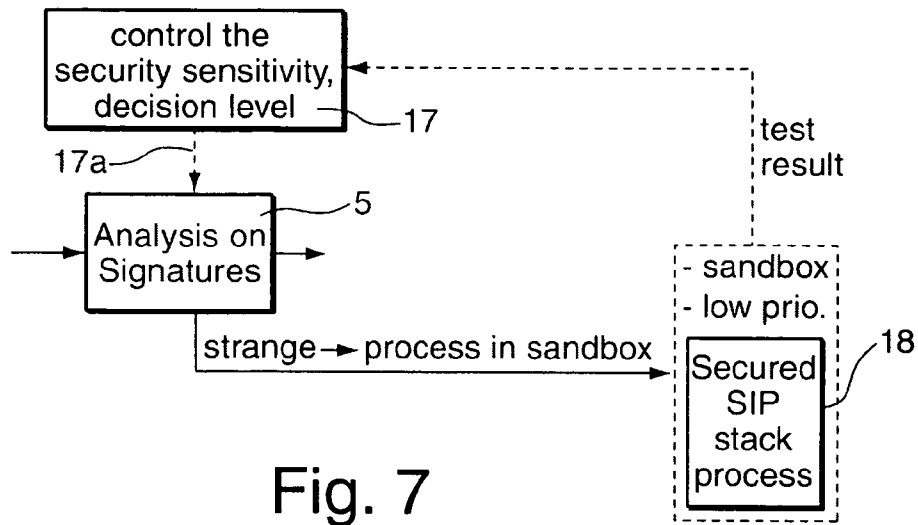 control the
security sensitivity,
decision level
17
17a
test
result
5
Analysis on
Signatures
- sandbox
- low prio.
strange → process in sandbox
18
Secured
SIP
stack
process
Fig. 7